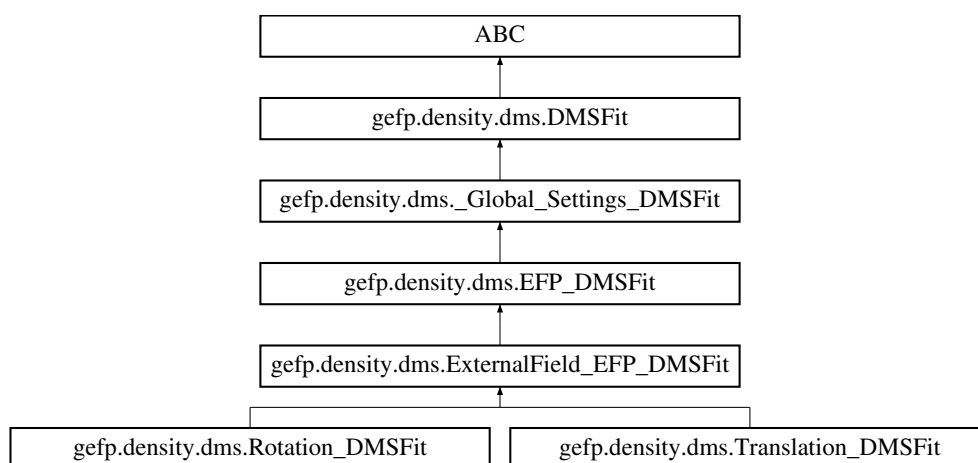 ABC
gefp.density.dms.DMSFit
gefp.density.dms._Global_Settings_DMSFit
gefp.density.dms.EFP_DMSFit
gefp.density.dms.ExternalField_EFP_DMSFit
gefp.density.dms.Rotation_DMSFit
gefp.density.dms.Translation_DMSFit